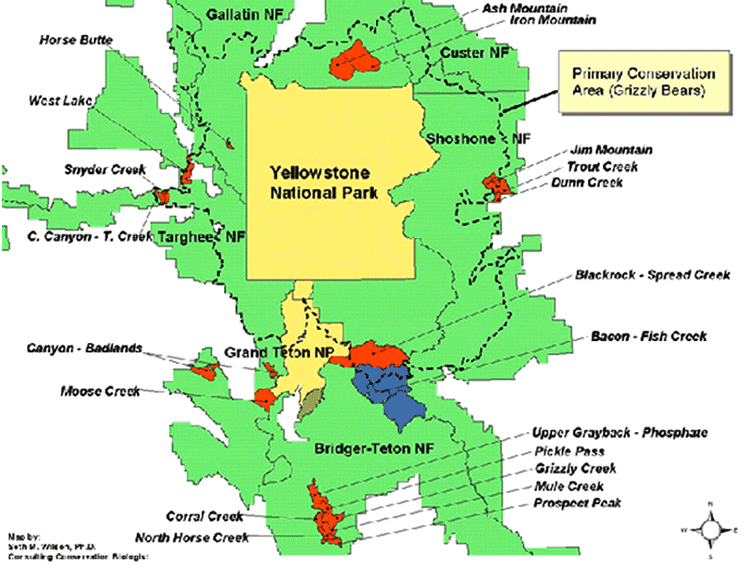 Gallatin NF
Ash Mountain
Iron Mountain
Horse Butte
Custer NF
Primary Conservation
Area (Grizzly Bears)
West Lake
Shoshone NF
Jim Mountain
Trout Creek
Dunn Creek
Snyder Creek
Yellowstone
National Park
C. Canyon - T. Creek
Targhee NF
Blackrock - Spread Creek
Bacon - Fish Creek
Canyon - Badlands
Grand Teton NP
Moose Creek
Bridger-Teton NF
Upper Grayback - Phosphate
Pickle Pass
Grizzly Creek
Mule Creek
Prospect Peak
Corral Creek
North Horse Creek
N
W
E
S
Map by:
Seth M. Wilson, Ph.D.
Consulting Conservation Biologist